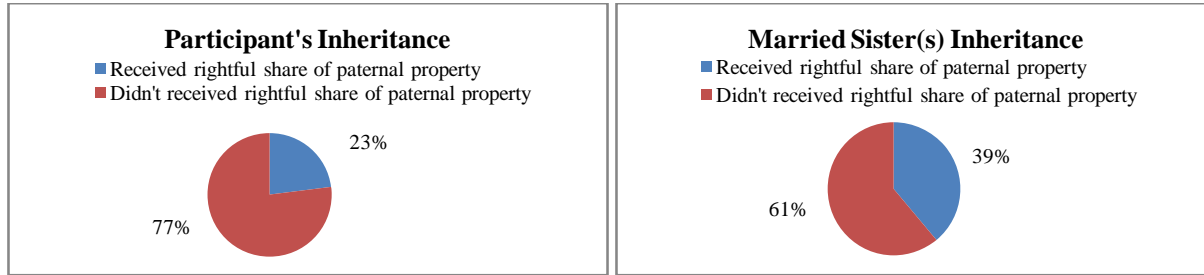 Participant's Inheritance
Received rightful share of paternal property
Didn't received rightful share of paternal property
23%
77%
Married Sister(s) Inheritance
Received rightful share of paternal property
Didn't received rightful share of paternal property
39%
61%